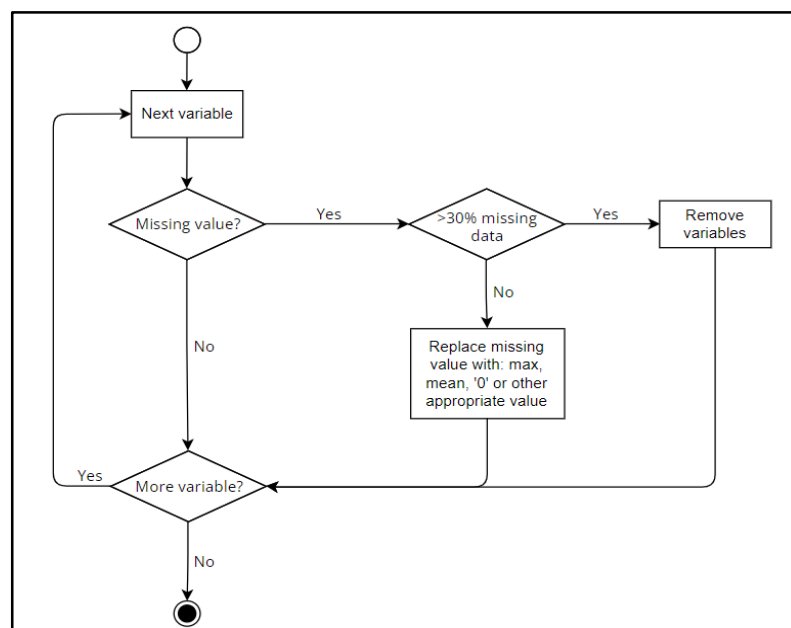 Next variable
Missing value?
Yes
>30% missing
data
Yes
Remove
variables
No
No
Replace missing
value with: max,
mean, '0' or other
appropriate value
Yes
More variable?
No